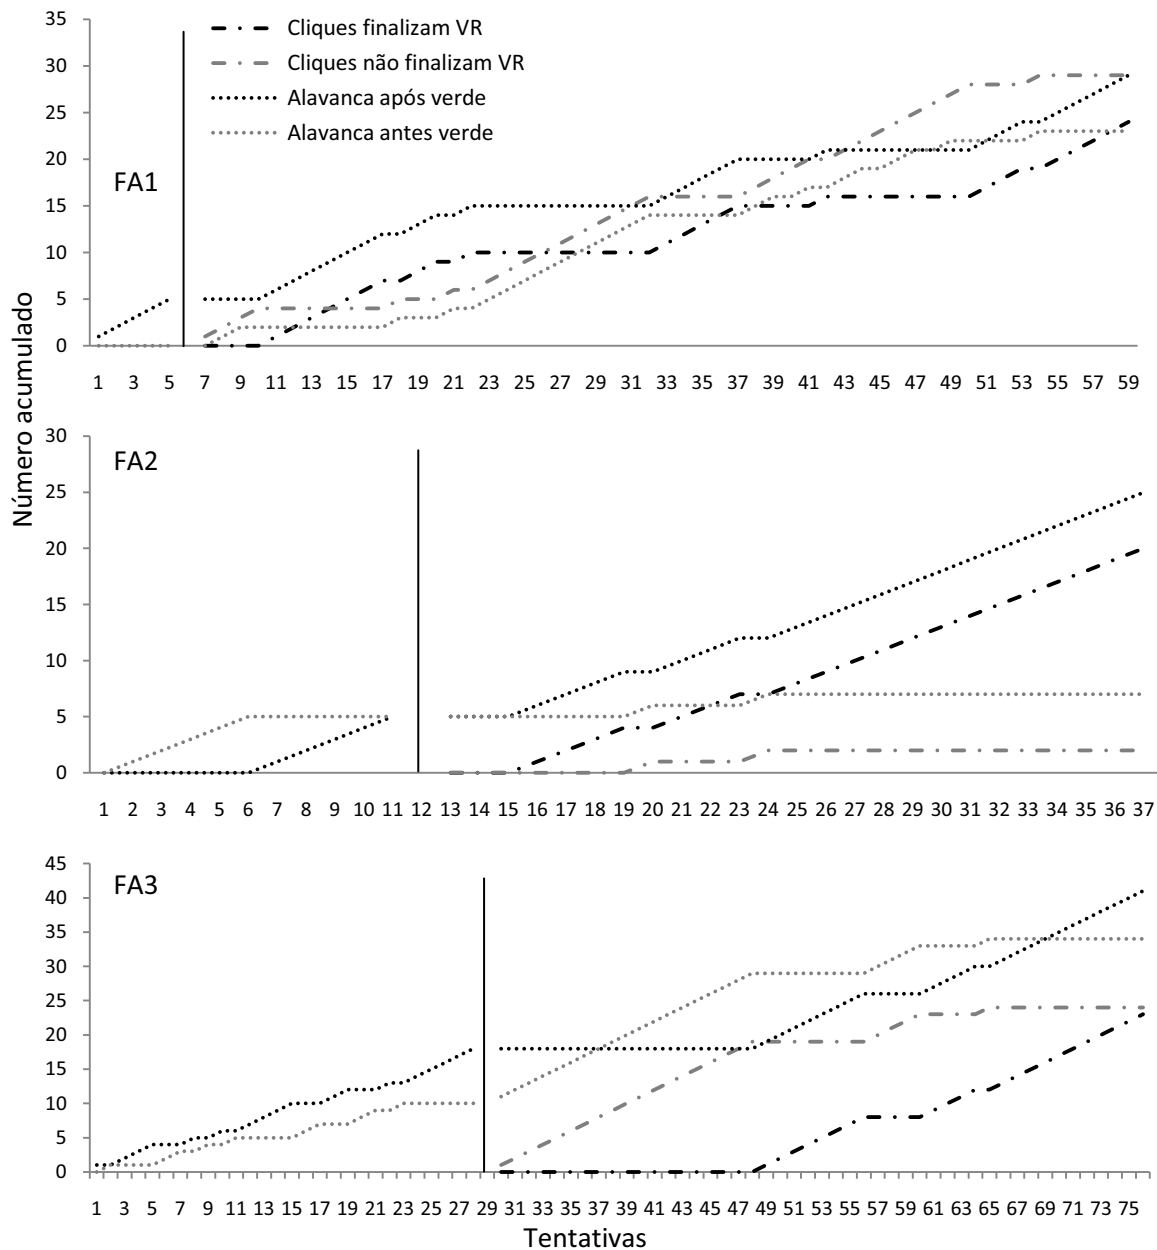 Número acumulado
35
30
25
20
15
10
5
0
Cliques finalizam VR
Cliques não finalizam VR
Alavanca após verde
Alavanca antes verde
FA1
1 3 5 7 9 11 13 15 17 19 21 23 25 27 29 31 33 35 37 39 41 43 45 47 49 51 53 55 57 59
30
25
20
15
10
5
0
FA2
1 2 3 4 5 6 7 8 9 10 11 12 13 14 15 16 17 18 19 20 21 22 23 24 25 26 27 28 29 30 31 32 33 34 35 36 37
45
40
35
30
25
20
15
10
5
0
FA3
1 3 5 7 9 11 13 15 17 19 21 23 25 27 29 31 33 35 37 39 41 43 45 47 49 51 53 55 57 59 61 63 65 67 69 71 73 75
Tentativas